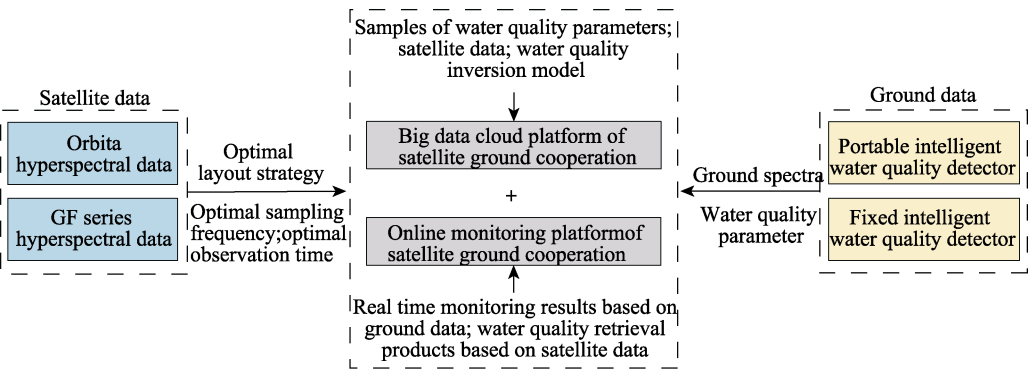 Satellite data
Orbita
hyperspectral data
GF series
hyperspectral data
Optimal
layout strategy
Optimal sampling
frequency;optimal
observation time
Samples of water quality parameters;
satellite data; water quality
inversion model
Big data cloud platform of
satellite ground cooperation
+
Online monitoring platformof
satellite ground cooperation
Real time monitoring results based on
ground data; water quality retrieval
products based on satellite data
Ground spectra
Water quality
parameter
Ground data
Portable intelligent
water quality detector
Fixed intelligent
water quality detector